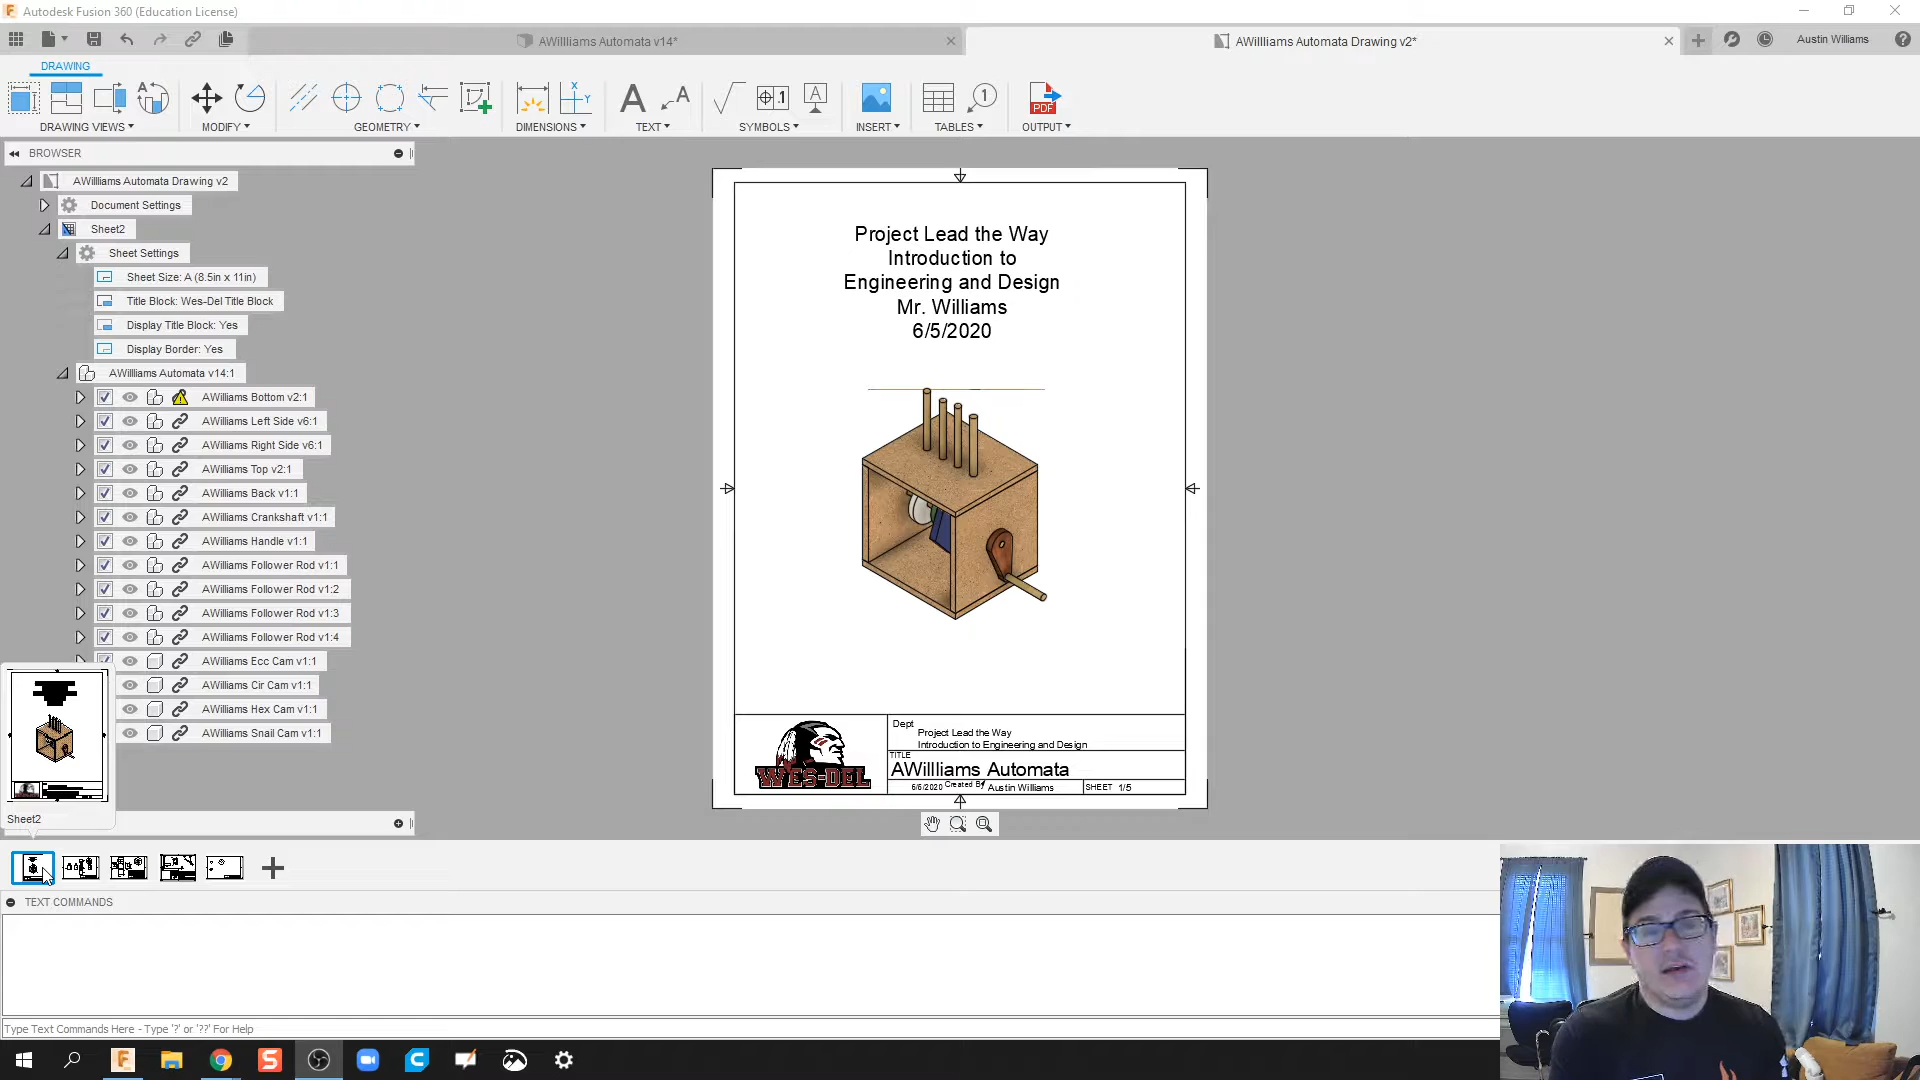 Autodesk Fusion 360 (Education License)
AWillliams Automata v14*
AWillliams Automata Drawing v2*
Austin Williams
DRAWING
DRAWING VIEWS
MODIFY
GEOMETRY
DIMENSIONS
TEXT
SYMBOLS
INSERT
TABLES
OUTPUT
BROWSER
AWillliams Automata Drawing v2
Document Settings
Sheet2
Sheet Settings
Sheet Size: A (8.5in x 11in)
Title Block: Wes-Del Title Block
Display Title Block: Yes
Display Border: Yes
AWillliams Automata v14:1
AWilliams Bottom v2:1
AWilliams Left Side v6:1
AWilliams Right Side v6:1
AWilliams Top v2:1
AWilliams Back v1:1
AWilliams Crankshaft v1:1
AWilliams Handle v1:1
AWilliams Follower Rod v1:1
AWilliams Follower Rod v1:2
AWilliams Follower Rod v1:3
AWilliams Follower Rod v1:4
AWilliams Ecc Cam v1:1
AWilliams Cir Cam v1:1
AWilliams Hex Cam v1:1
AWilliams Snail Cam v1:1
Sheet2
Project Lead the Way
Introduction to
Engineering and Design
Mr. Williams
6/5/2020
WES-DEL
Dept
Project Lead the Way
Introduction to Engineering and Design
TITLE
AWillliams Automata
6/6/2020 Created By Austin Williams
SHEET 1/5
TEXT COMMANDS
Type Text Commands Here - Type '?' or '??' For Help